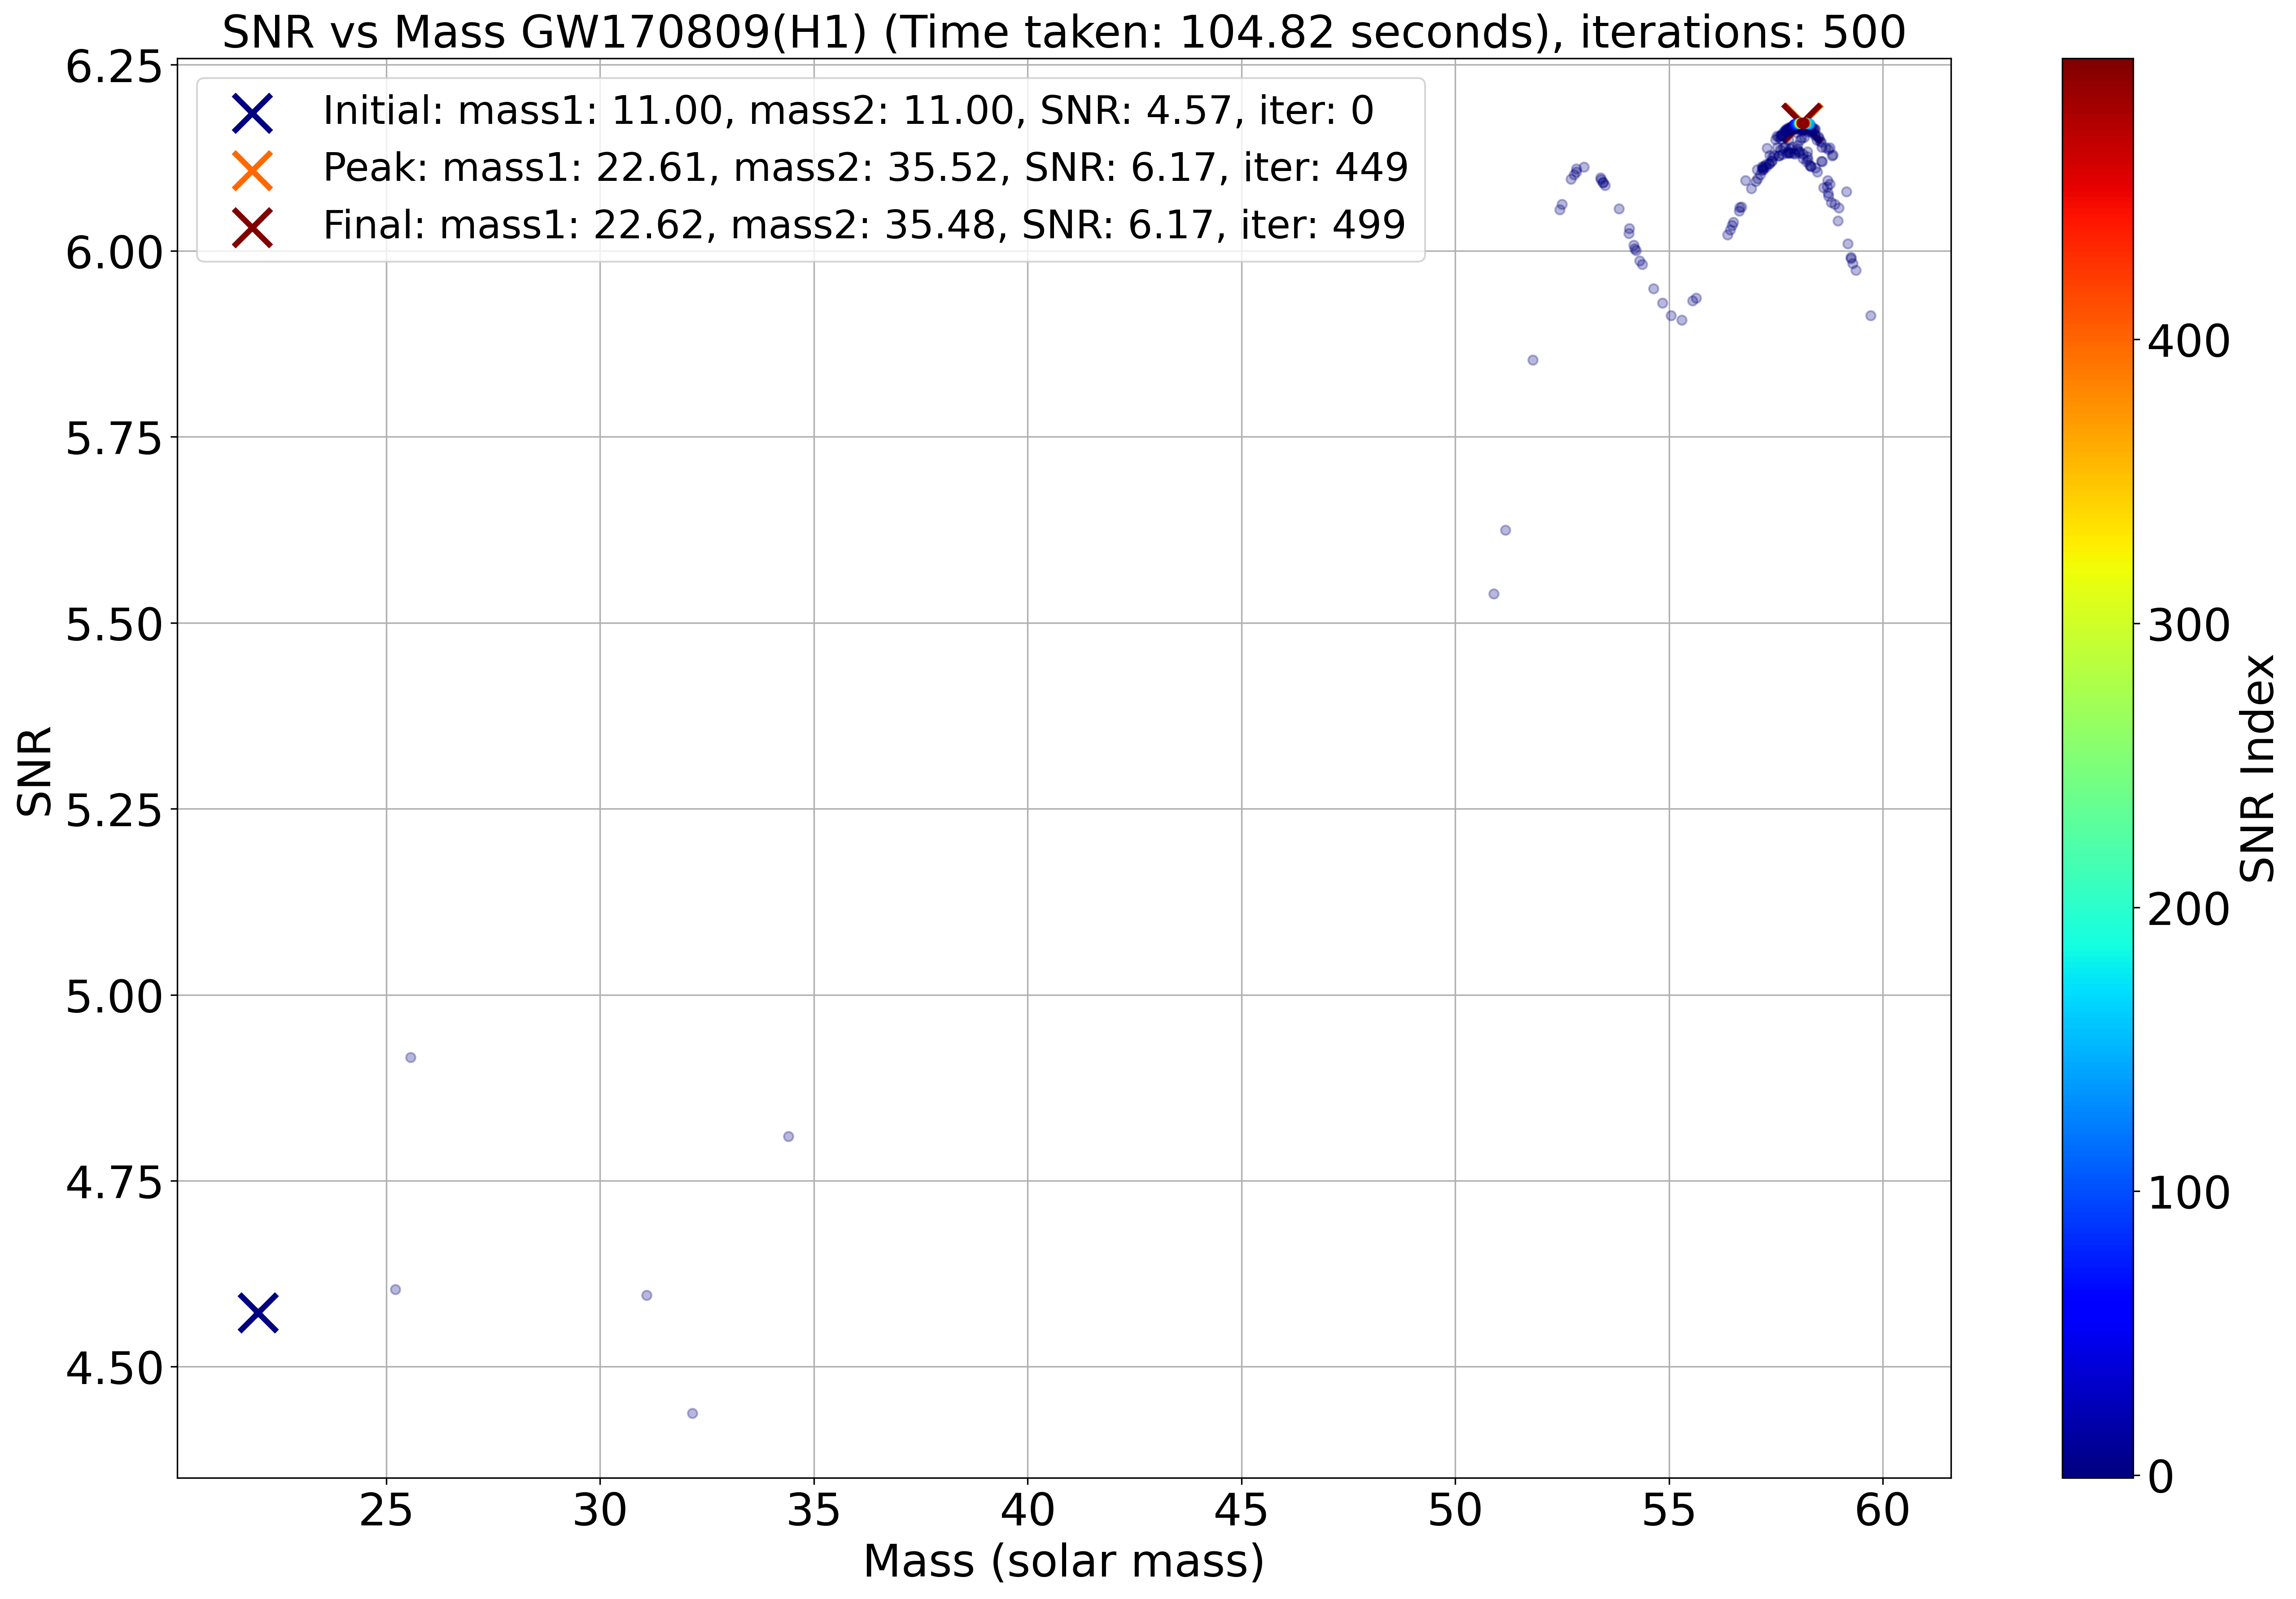 SNR vs Mass GW170809(H1) (Time taken: 104.82 seconds), iterations: 500
Initial: mass1: 11.00, mass2: 11.00, SNR: 4.57, iter: 0
Peak: mass1: 22.61, mass2: 35.52, SNR: 6.17, iter: 449
Final: mass1: 22.62, mass2: 35.48, SNR: 6.17, iter: 499
SNR
6.25
6.00
5.75
5.50
5.25
5.00
4.75
4.50
25 30 35 40 45 50 55 60
Mass (solar mass)
400
300
200
100
0
SNR Index